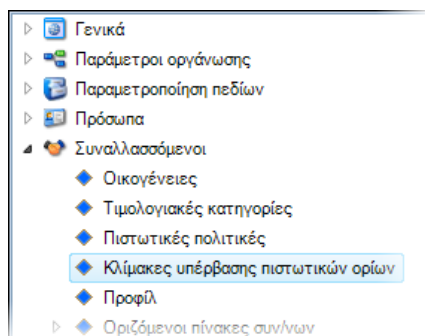 Γενικά
Παράμετροι οργάνωσης
Παραμετροποίηση πεδίων
Πρόσωπα
Συναλλασσόμενοι
Οικογένειες
Τιμολογιακές κατηγορίες
Πιστωτικές πολιτικές
Κλίμακες υπέρβασης πιστωτικών ορίων
Προφίλ
Οριζόμενοι πίνακες συν/νων